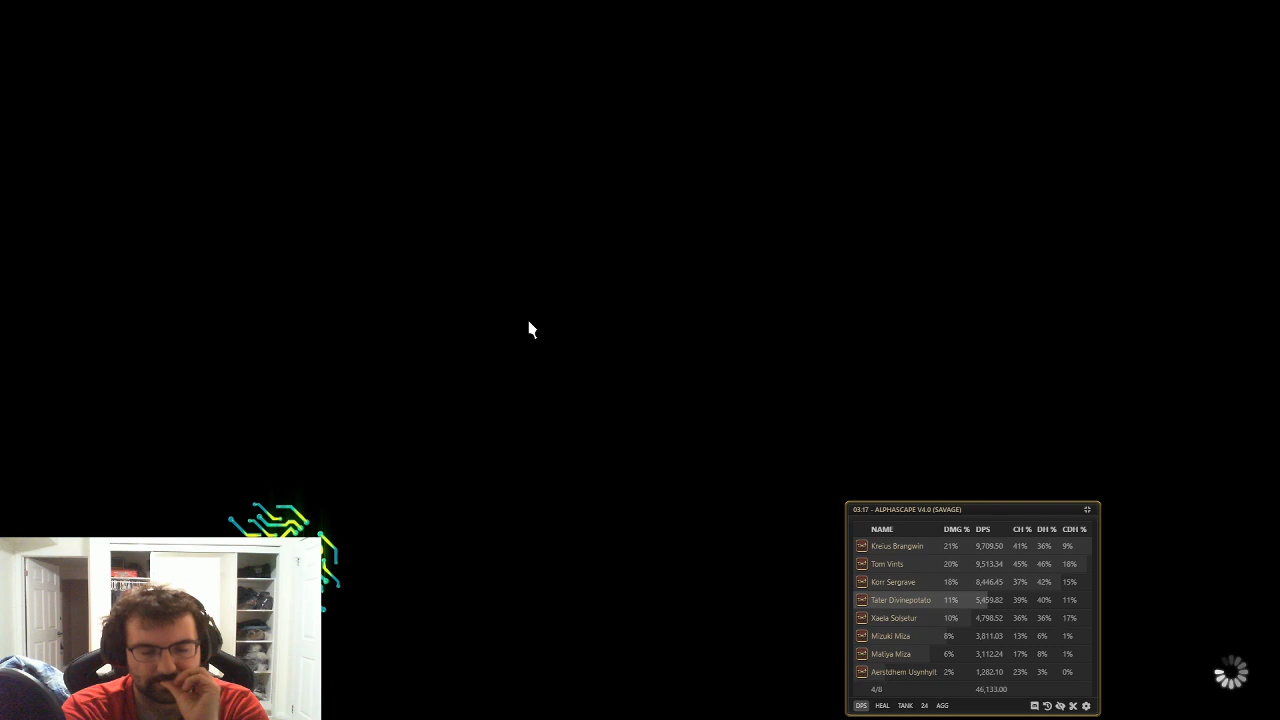 03:17 - ALPHASCAPE V4.0 (SAVAGE)
NAME DMG % DPS CH % DH % CDH %
Kreius Brangwin 21% 9,709.50 41% 36% 9%
Tom Vints 20% 9,513.34 45% 46% 18%
Korr Sergrave 18% 8,446.45 37% 42% 15%
Tater Divinepotato 11% 5,459.82 39% 40% 11%
Xaela Solsetur 10% 4,798.52 36% 36% 17%
Mizuki Miza 8% 3,811.03 13% 6% 1%
Matiya Miza 6% 3,112.24 17% 8% 1%
Aerstdhem Usynhyll 2% 1,282.10 23% 3% 0%
4/8 46,133.00
DPS HEAL TANK 24 AGG